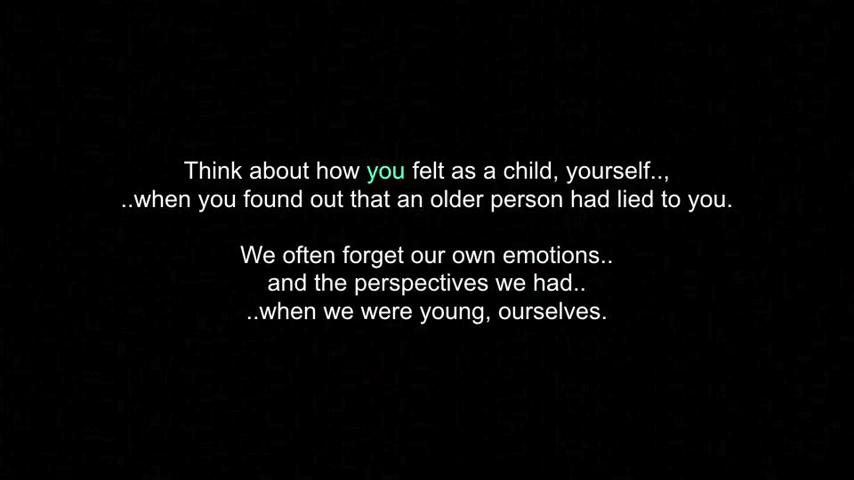 Think about how you felt as a child, yourself..,
..when you found out that an older person had lied to you.
We often forget our own emotions..
and the perspectives we had..
..when we were young, ourselves.